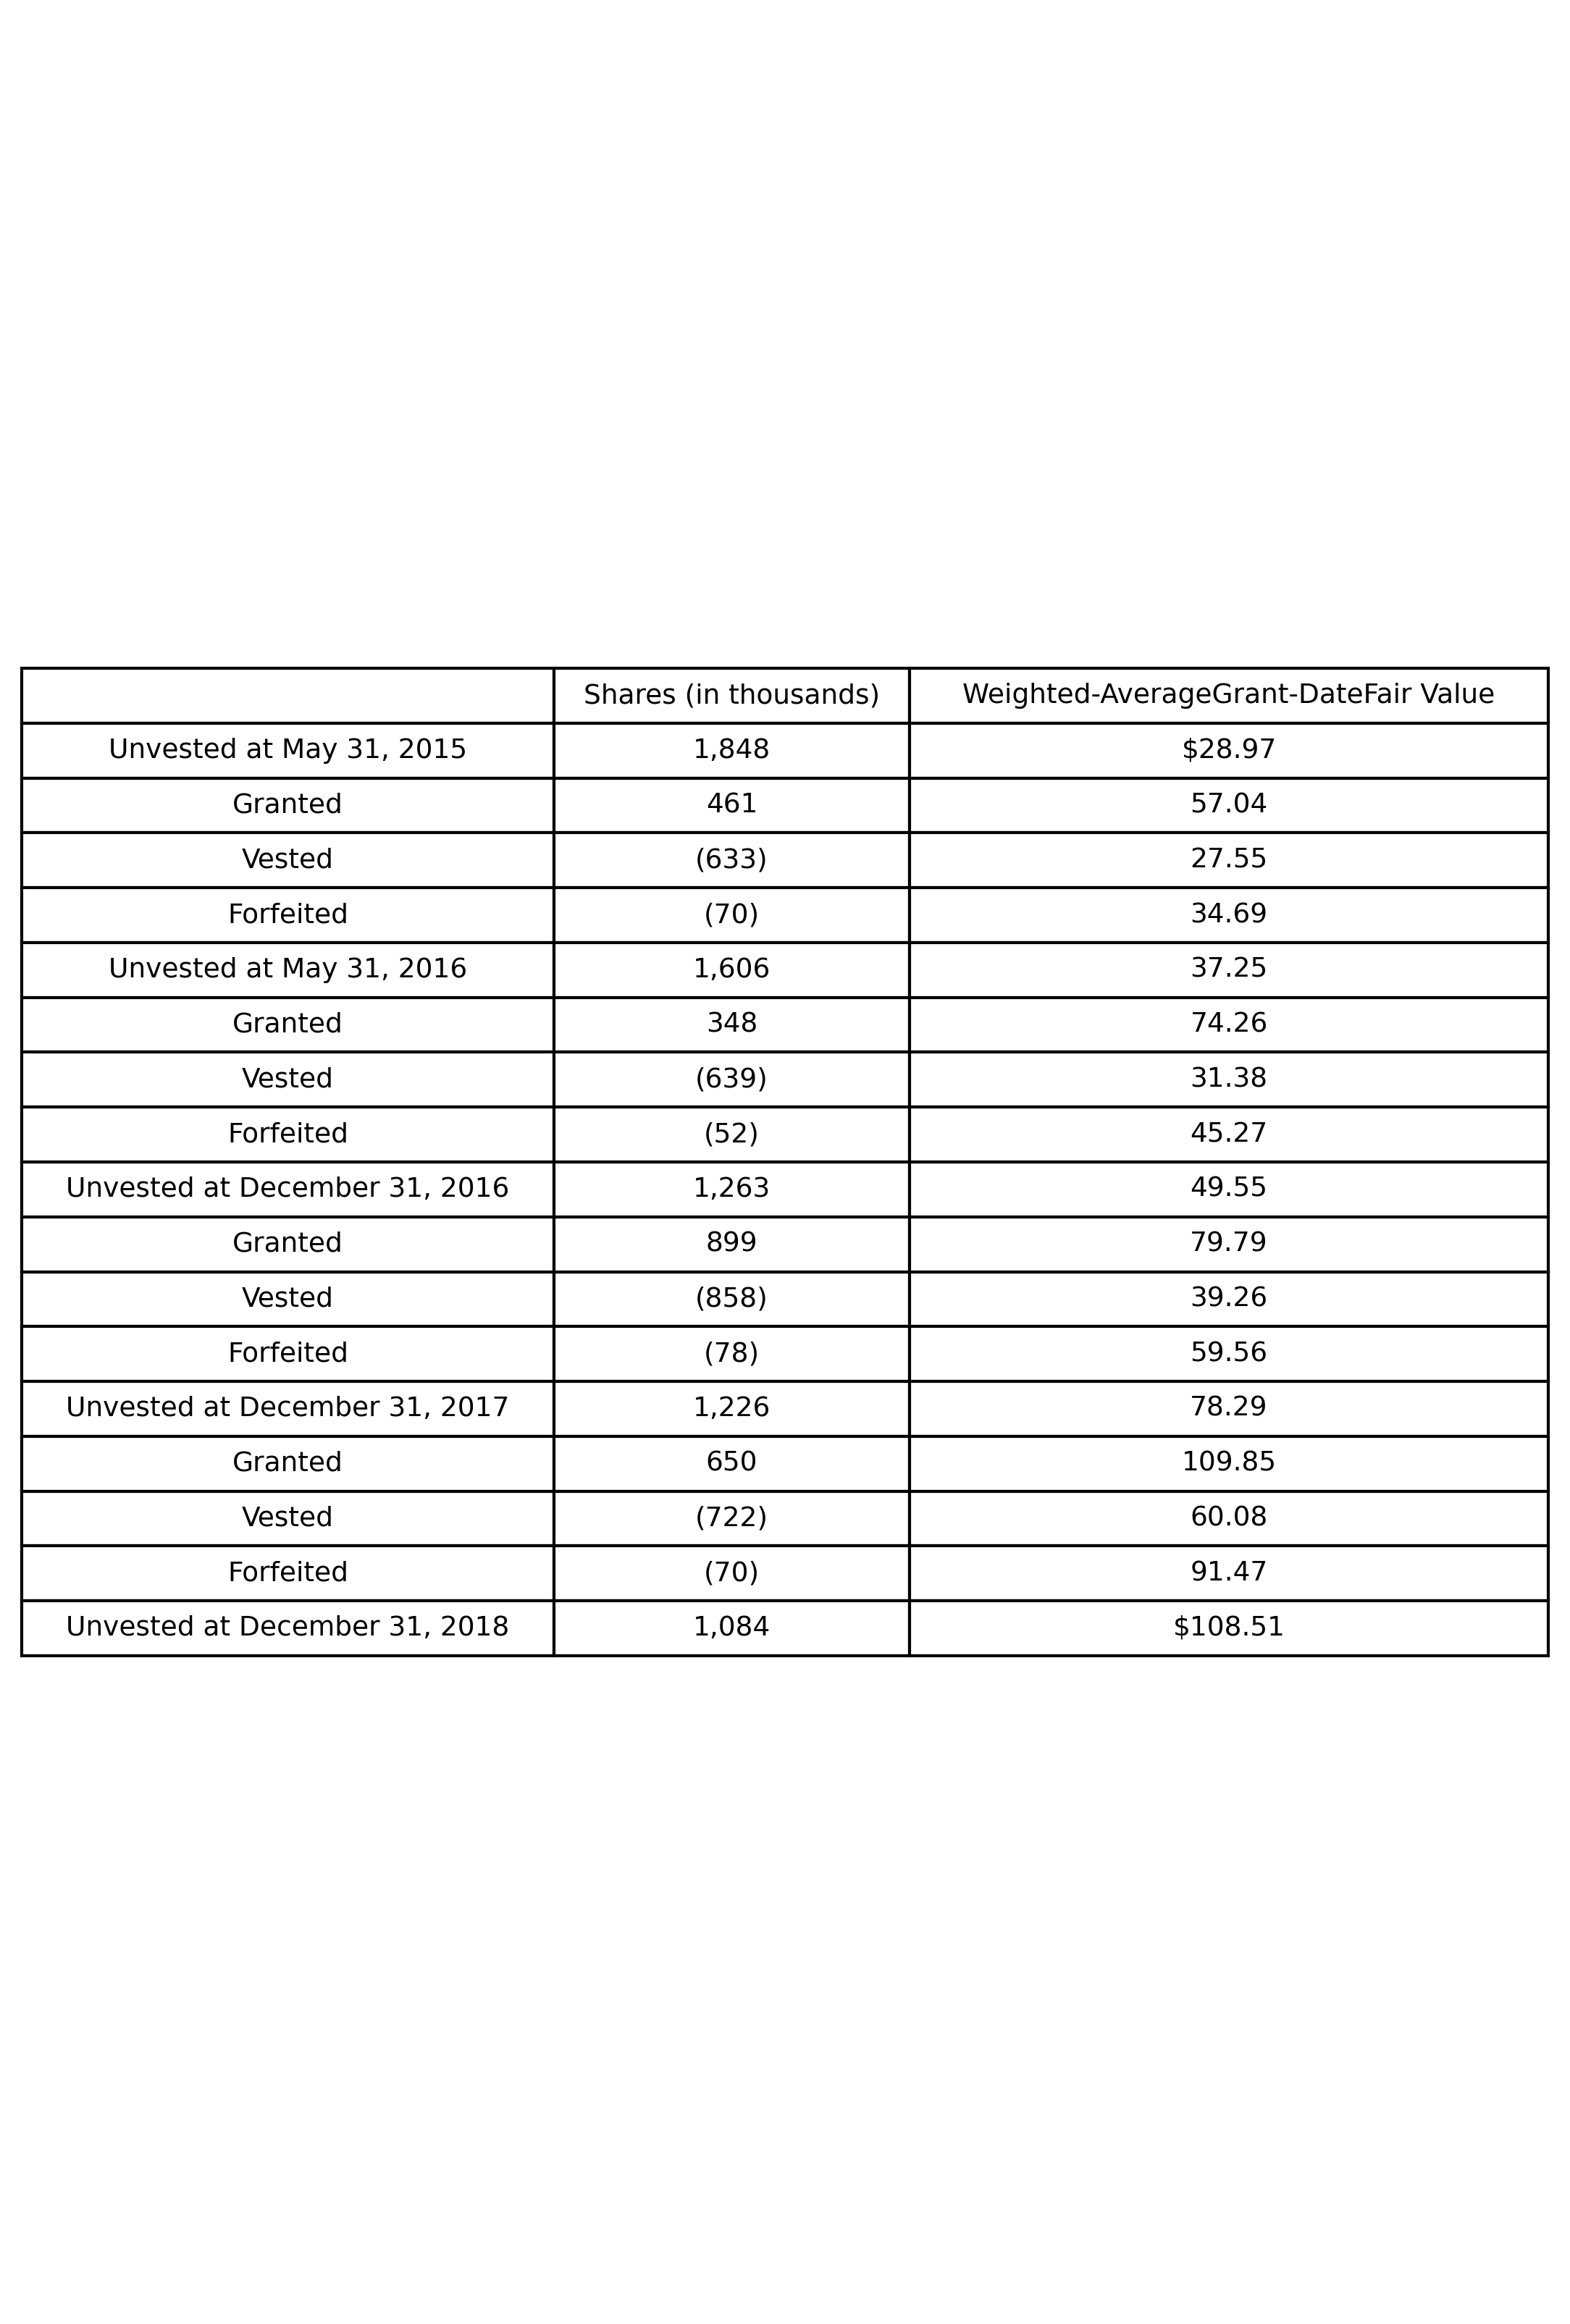 Shares (in thousands) Weighted-AverageGrant-DateFair Value
Unvested at May 31, 2015 1,848 $28.97
Granted 461 57.04
Vested (633) 27.55
Forfeited (70) 34.69
Unvested at May 31, 2016 1,606 37.25
Granted 348 74.26
Vested (639) 31.38
Forfeited (52) 45.27
Unvested at December 31, 2016 1,263 49.55
Granted 899 79.79
Vested (858) 39.26
Forfeited (78) 59.56
Unvested at December 31, 2017 1,226 78.29
Granted 650 109.85
Vested (722) 60.08
Forfeited (70) 91.47
Unvested at December 31, 2018 1,084 $108.51